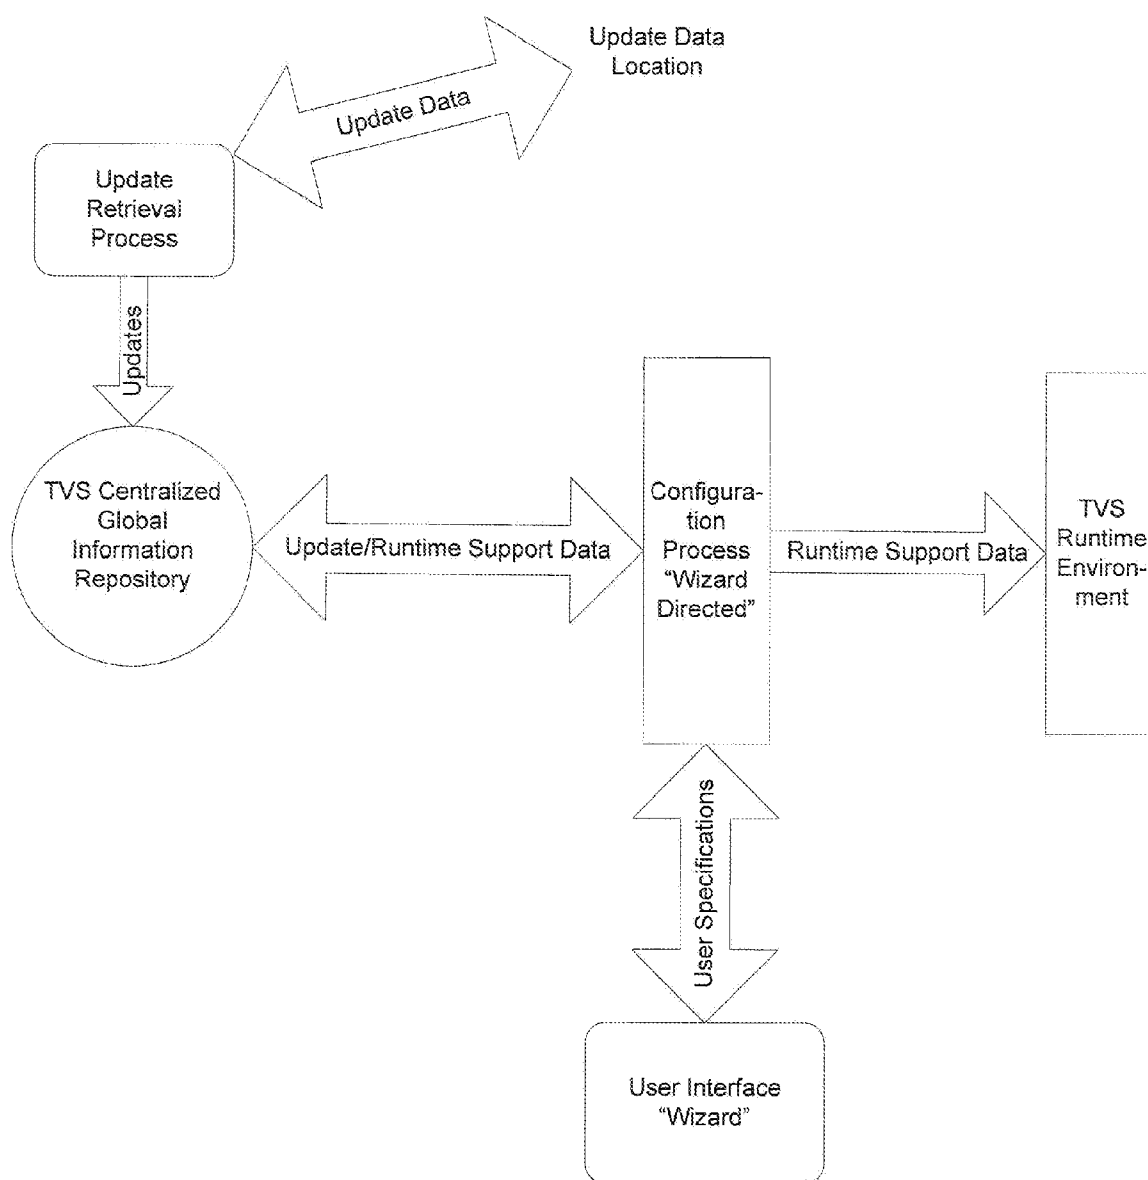 Update Data
Location
Update Data
Update
Retrieval
Process
Updates
TVS Centralized
Global
Information
Repository
Update/Runtime Support Data
Configura-
tion
Process
“Wizard
Directed”
Runtime Support Data
TVS
Runtime
Environ-
ment
User Specifications
User Interface
“Wizard”